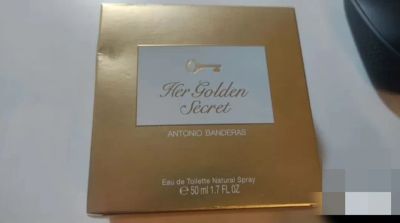 Her Golden
Secret
ANTONIO BANDERAS
Eau de Toilette Natural Spray
℮ 50 ml 1.7 FL OZ